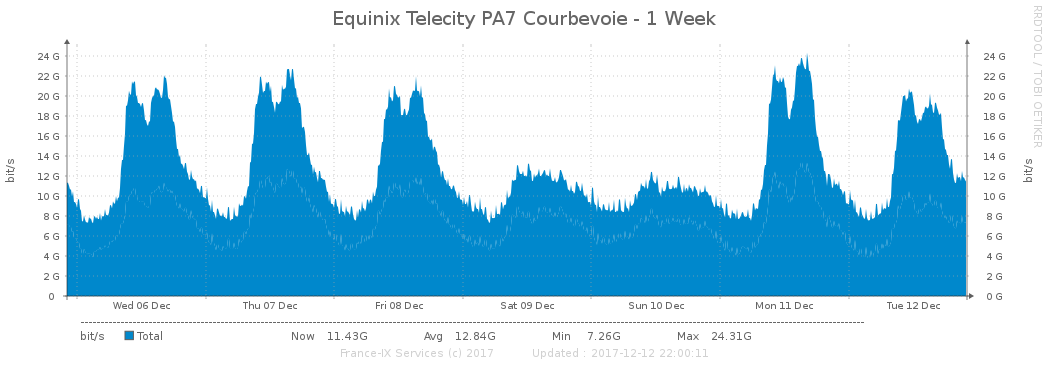 Equinix Telecity PA7 Courbevoie - 1 Week
RRDTOOL / TOBI OETIKER
bit/s
24 G 24 G
22 G 22 G
20 G 20 G
18 G 18 G
16 G 16 G
14 G 14 G
12 G 12 G
10 G 10 G
8 G 8 G
6 G 6 G
4 G 4 G
2 G 2 G
0 0 G
bit/s
Wed 06 Dec Thu 07 Dec Fri 08 Dec Sat 09 Dec Sun 10 Dec Mon 11 Dec Tue 12 Dec
bit/s Total Now 11.43G Avg 12.84G Min 7.26G Max 24.31G
France-IX Services (c) 2017 Updated : 2017-12-12 22:00:11